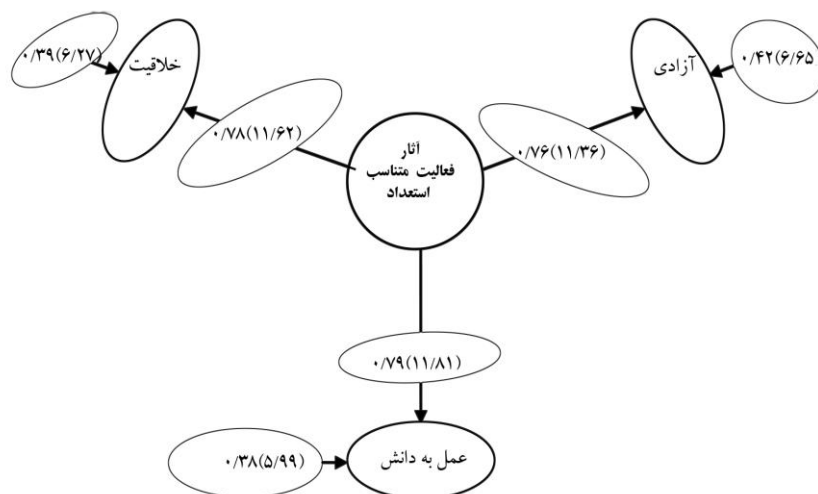 ۰/۳۹(۶/۲۷)
خلاقیت
آزادی
۰/۴۲(۶/۶۵)
۰/۷۸(۱۱/۶۲)
آثار
فعالیت متناسب
استعداد
۰/۷۶(۱۱/۳۶)
۰/۷۹(۱۱/۸۱)
۰/۳۸(۵/۹۹)
عمل به دانش